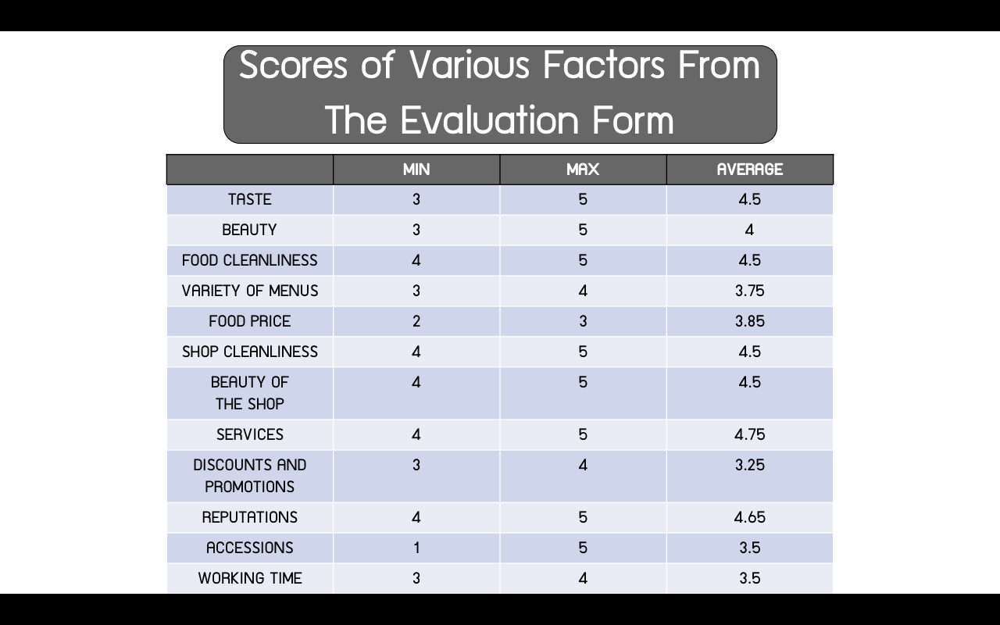 Scores of Various Factors From
The Evaluation Form
MIN MAX AVERAGE
TASTE 3 5 4.5
BEAUTY 3 5 4
FOOD CLEANLINESS 4 5 4.5
VARIETY OF MENUS 3 4 3.75
FOOD PRICE 2 3 3.85
SHOP CLEANLINESS 4 5 4.5
BEAUTY OF 4 5 4.5
THE SHOP
SERVICES 4 5 4.75
DISCOUNTS AND 3 4 3.25
PROMOTIONS
REPUTATIONS 4 5 4.65
ACCESSIONS 1 5 3.5
WORKING TIME 3 4 3.5